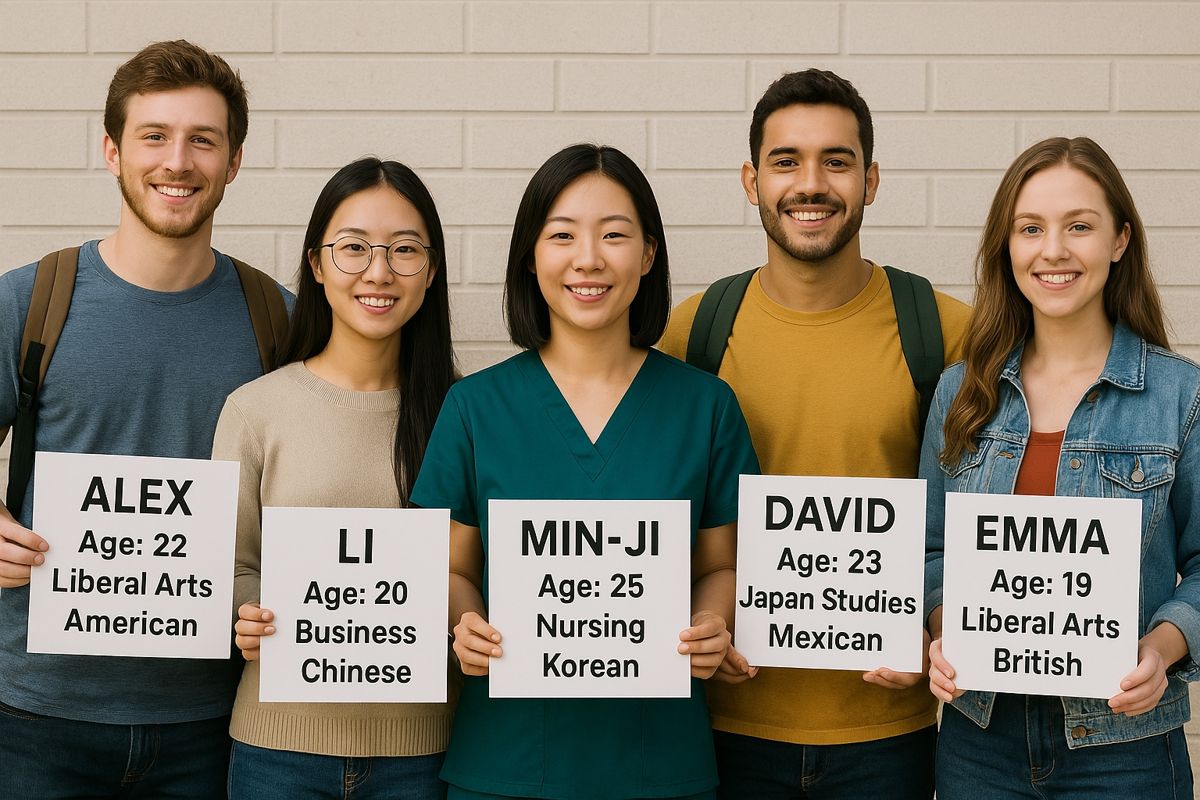 ALEX
Age: 22
Liberal Arts
American
LI
Age: 20
Business
Chinese
MIN-JI
Age: 25
Nursing
Korean
DAVID
Age: 23
Japan Studies
Mexican
EMMA
Age: 19
Liberal Arts
British